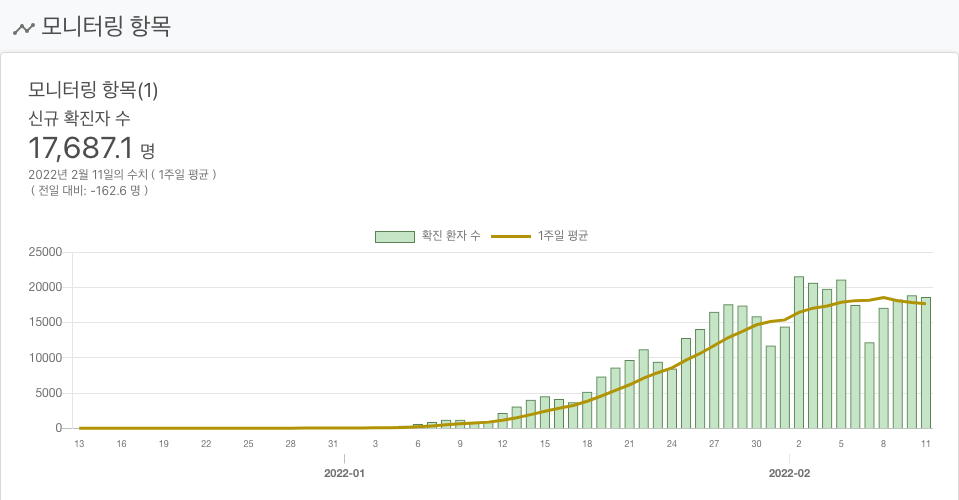 모니터링 항목
모니터링 항목(1)
신규 확진자 수
17,687.1 명
2022년 2월 11일의 수치 ( 1주일 평균 )
( 전일 대비: -162.6 명 )
확진 환자 수 1주일 평균
25000
20000
15000
10000
5000
0
13 16 19 22 25 28 31 3 6 9 12 15 18 21 24 27 30 2 5 8 11
2022-01 2022-02